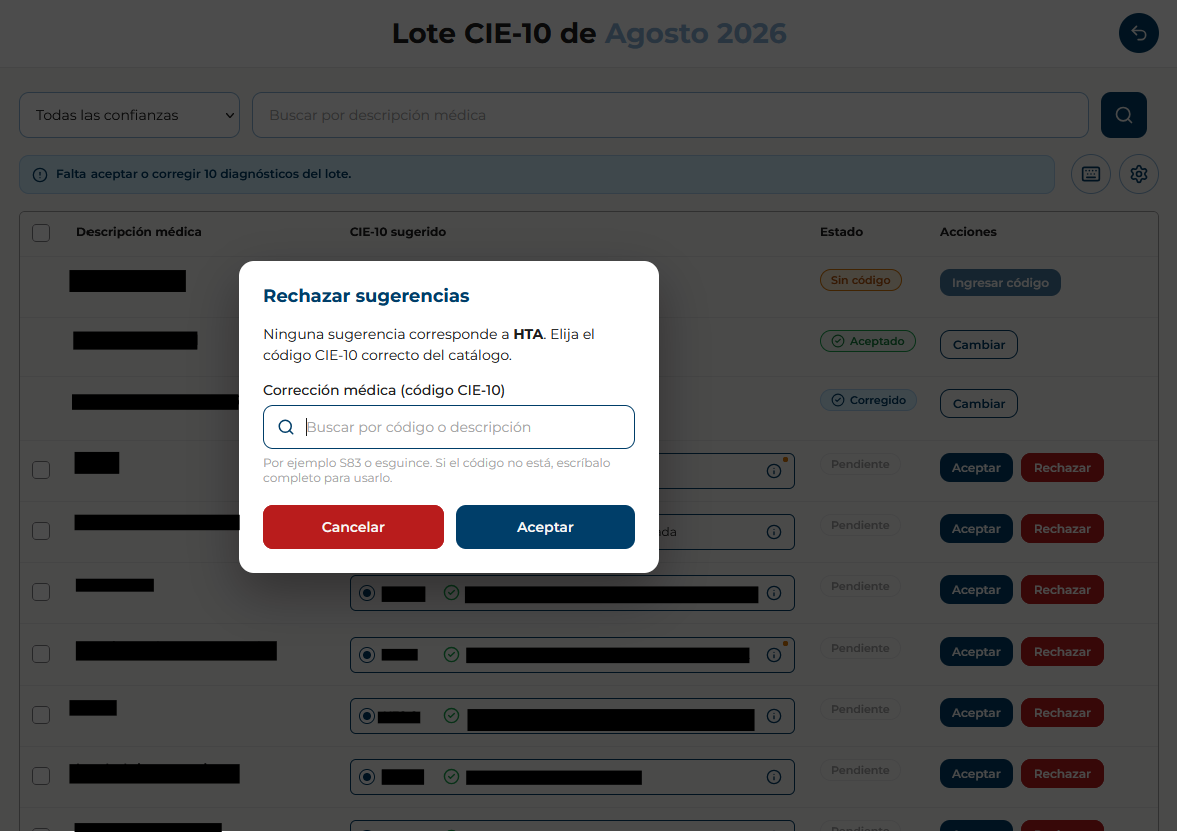 Lote CIE-10 de Agosto 2026
Todas las confianzas
Buscar por descripción médica
Falta aceptar o corregir 10 diagnósticos del lote.
Descripción médica CIE-10 sugerido Estado Acciones
Sin código Ingresar código
Aceptado Cambiar
Corregido Cambiar
Rechazar sugerencias
Ninguna sugerencia corresponde a HTA. Elija el
código CIE-10 correcto del catálogo.
Corrección médica (código CIE-10)
Buscar por código o descripción
Por ejemplo S83 o esguince. Si el código no está, escríbalo
completo para usarlo.
Cancelar Aceptar
Pendiente Aceptar Rechazar
Pendiente Aceptar Rechazar
Pendiente Aceptar Rechazar
Pendiente Aceptar Rechazar
Pendiente Aceptar Rechazar
Pendiente Aceptar Rechazar